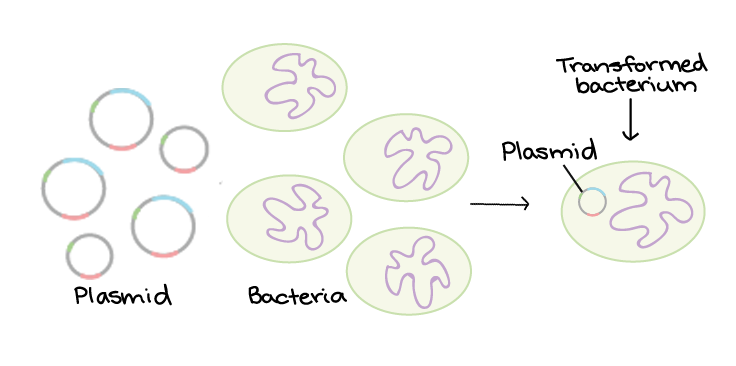 Transformed
bacterium
Plasmid
Plasmid
Bacteria